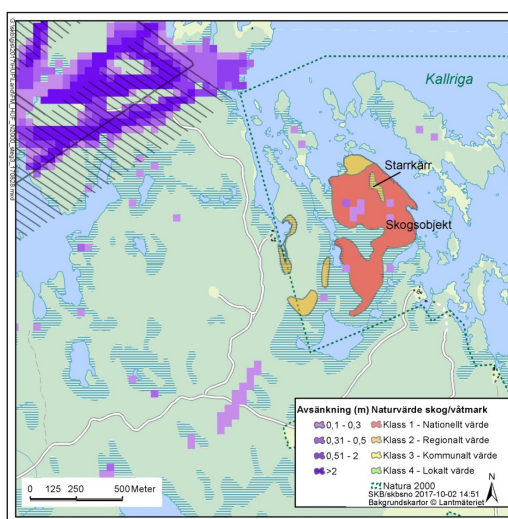 Kallriga
Starrkärr
Skogsobjekt
Avsänkning (m)
0,1 - 0,3
0,31 - 0,5
0,51 - 2
>2
Naturvärde skog/våtmark
Klass 1 - Nationellt värde
Klass 2 - Regionalt värde
Klass 3 - Kommunalt värde
Klass 4 - Lokalt värde
Natura 2000
SKB/skbsno 2017-10-02 14:51
Bakgrundskartor © Lantmäteriet
N
0 125 250 500 Meter